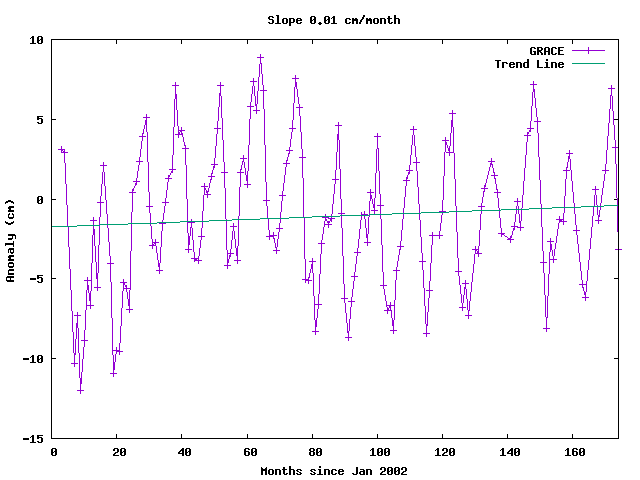 Slope 0.01 cm/month
GRACE
Trend Line
10
5
0
-5
-10
-15
Anomaly (cm)
0 20 40 60 80 100 120 140 160
Months since Jan 2002